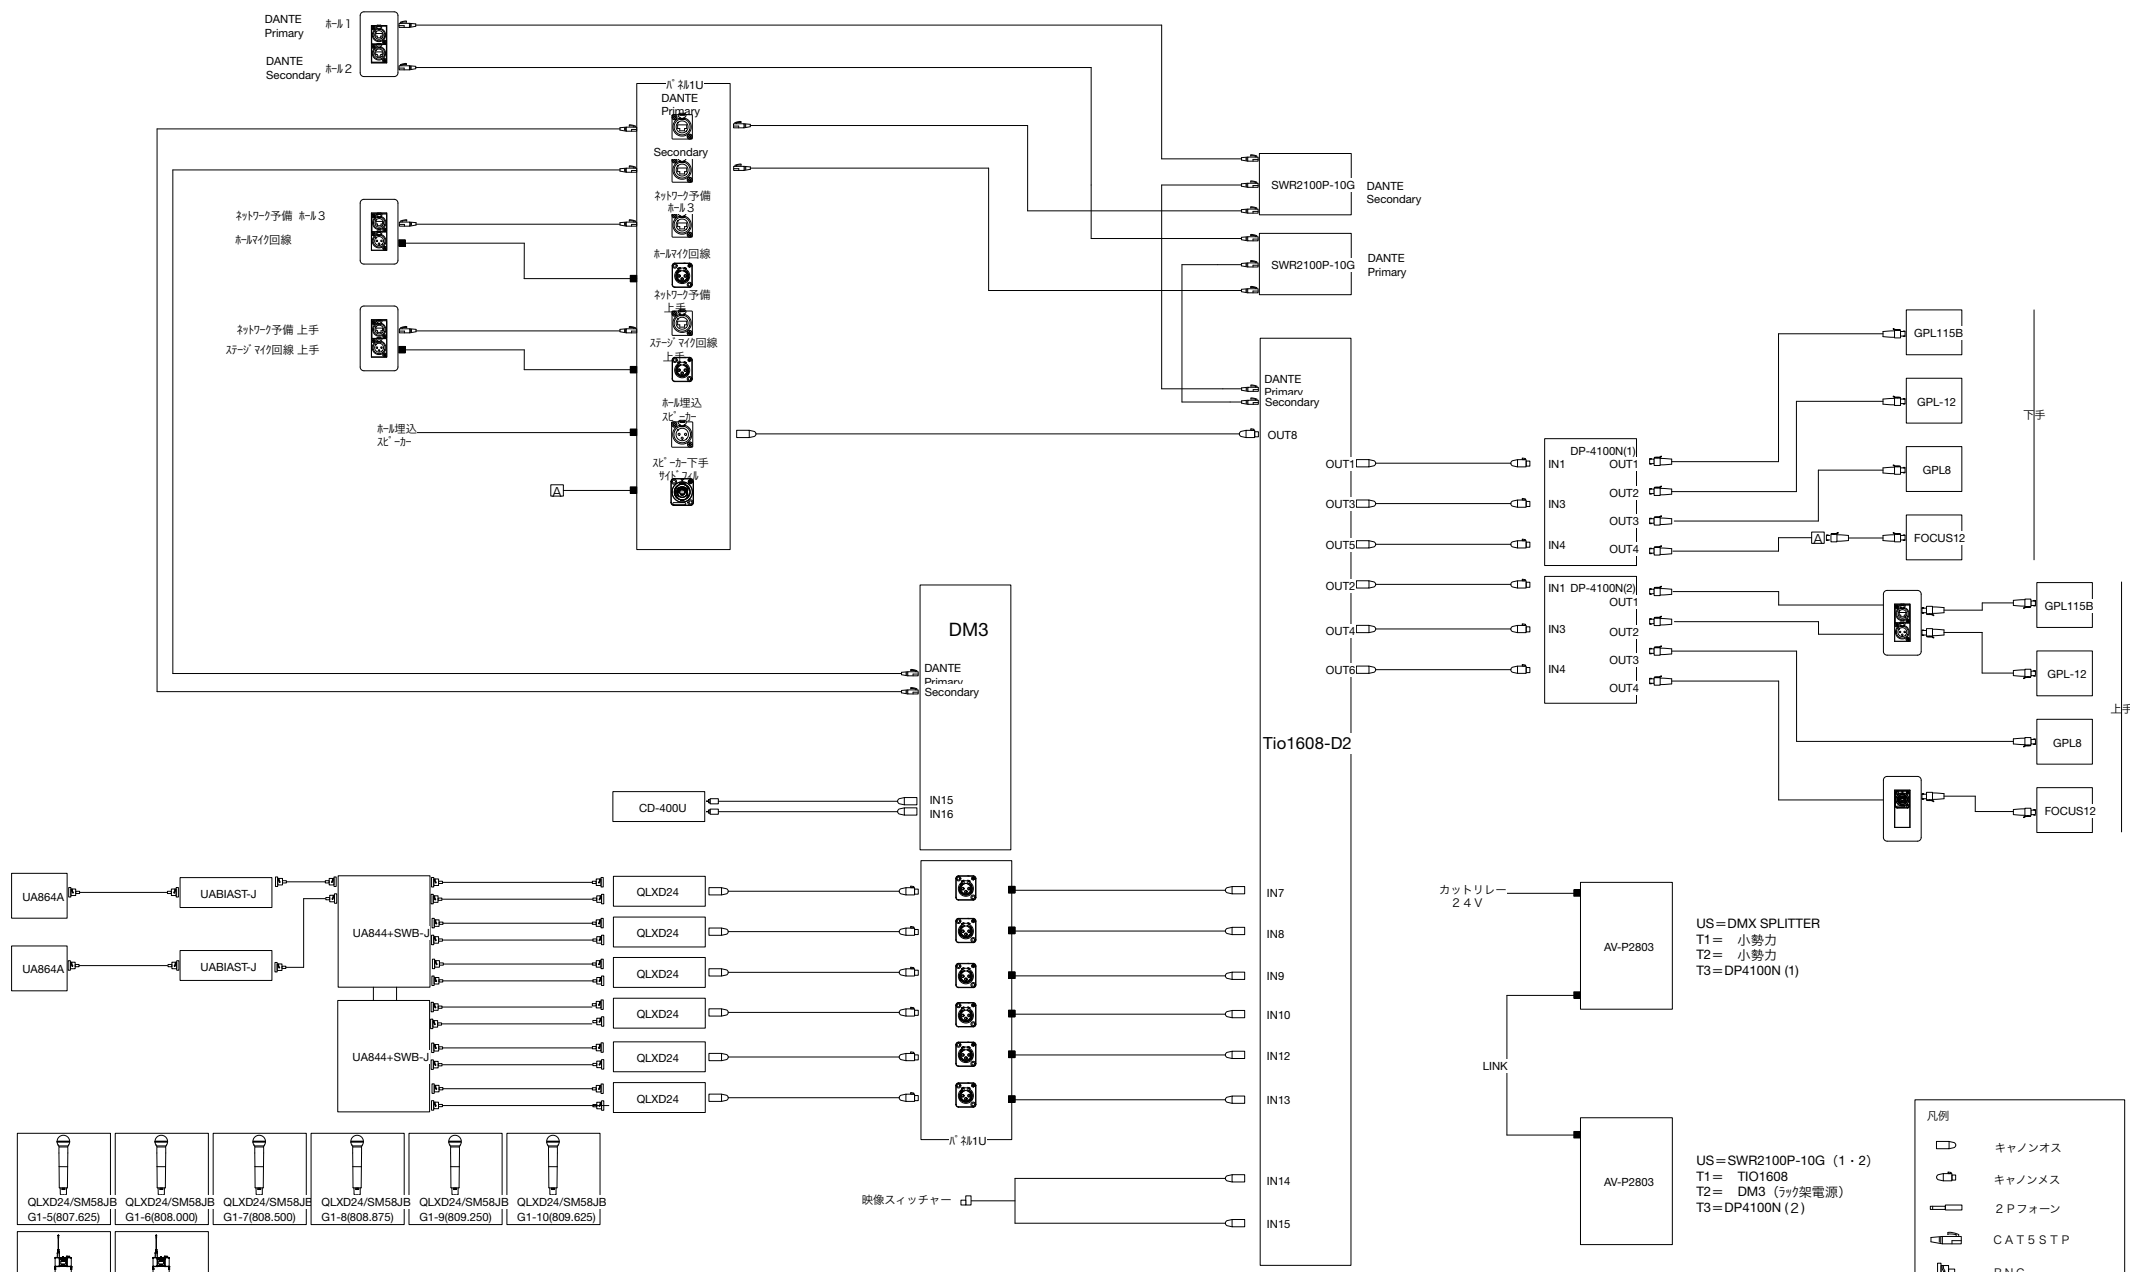 DANTE
Primary
ﾎｰﾙ1
DANTE
Secondary
ﾎｰﾙ2
ﾊﾟﾈﾙ1U
DANTE
Primary
Secondary
ﾈｯﾄﾜｰｸ予備
ﾎｰﾙ3
ﾎｰﾙﾏｲｸ回線
ﾈｯﾄﾜｰｸ予備
上手
ｽﾃｰｼﾞﾏｲｸ回線
上手
ﾎｰﾙ埋込
ｽﾋﾟｰｶｰ
ｽﾋﾟｰｶｰ下手
ｻｲﾄﾞﾌｨﾙ
ﾈｯﾄﾜｰｸ予備 ﾎｰﾙ3
ﾎｰﾙﾏｲｸ回線
ﾈｯﾄﾜｰｸ予備 上手
ｽﾃｰｼﾞﾏｲｸ回線 上手
ﾎｰﾙ埋込
ｽﾋﾟｰｶｰ
A
SWR2100P-10G
DANTE
Secondary
SWR2100P-10G
DANTE
Primary
DANTE
Primary
Secondary
OUT8
OUT1
OUT3
OUT5
OUT2
OUT4
OUT6
Tio1608-D2
DP-4100N(1)
IN1
OUT1
OUT2
IN3
OUT3
IN4
OUT4
IN1 DP-4100N(2)
OUT1
IN3
OUT2
OUT3
IN4
OUT4
GPL115B
GPL-12
GPL8
A
FOCUS12
下手
GPL115B
GPL-12
GPL8
FOCUS12
上手
DM3
DANTE
Primary
Secondary
IN15
IN16
CD-400U
UA864A
UABIAST-J
UA844+SWB-J
UA864A
UABIAST-J
UA844+SWB-J
QLXD24
QLXD24
QLXD24
QLXD24
QLXD24
QLXD24
ﾊﾟﾈﾙ1U
IN7
IN8
IN9
IN10
IN12
IN13
IN14
IN15
映像スィッチャー
カットリレー
２４Ｖ
AV-P2803
US=DMX SPLITTER
T1= 小勢力
T2= 小勢力
T3=DP4100N (1)
LINK
AV-P2803
US=SWR2100P-10G（1・2）
T1= TIO1608
T2= DM3（ﾗｯｸ架電源）
T3=DP4100N (２)
QLXD24/SM58JB
G1-5(807.625)
QLXD24/SM58JB
G1-6(808.000)
QLXD24/SM58JB
G1-7(808.500)
QLXD24/SM58JB
G1-8(808.875)
QLXD24/SM58JB
G1-9(809.250)
QLXD24/SM58JB
G1-10(809.625)
凡例
キャノンオス
キャノンメス
２Ｐフォーン
ＣＡＴ５ＳＴＰ
ＢＮＣ